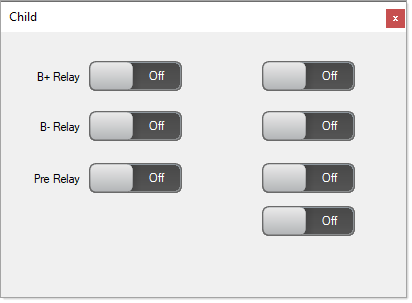 Child
x
B+ Relay Off Off
B- Relay Off Off
Pre Relay Off Off
Off